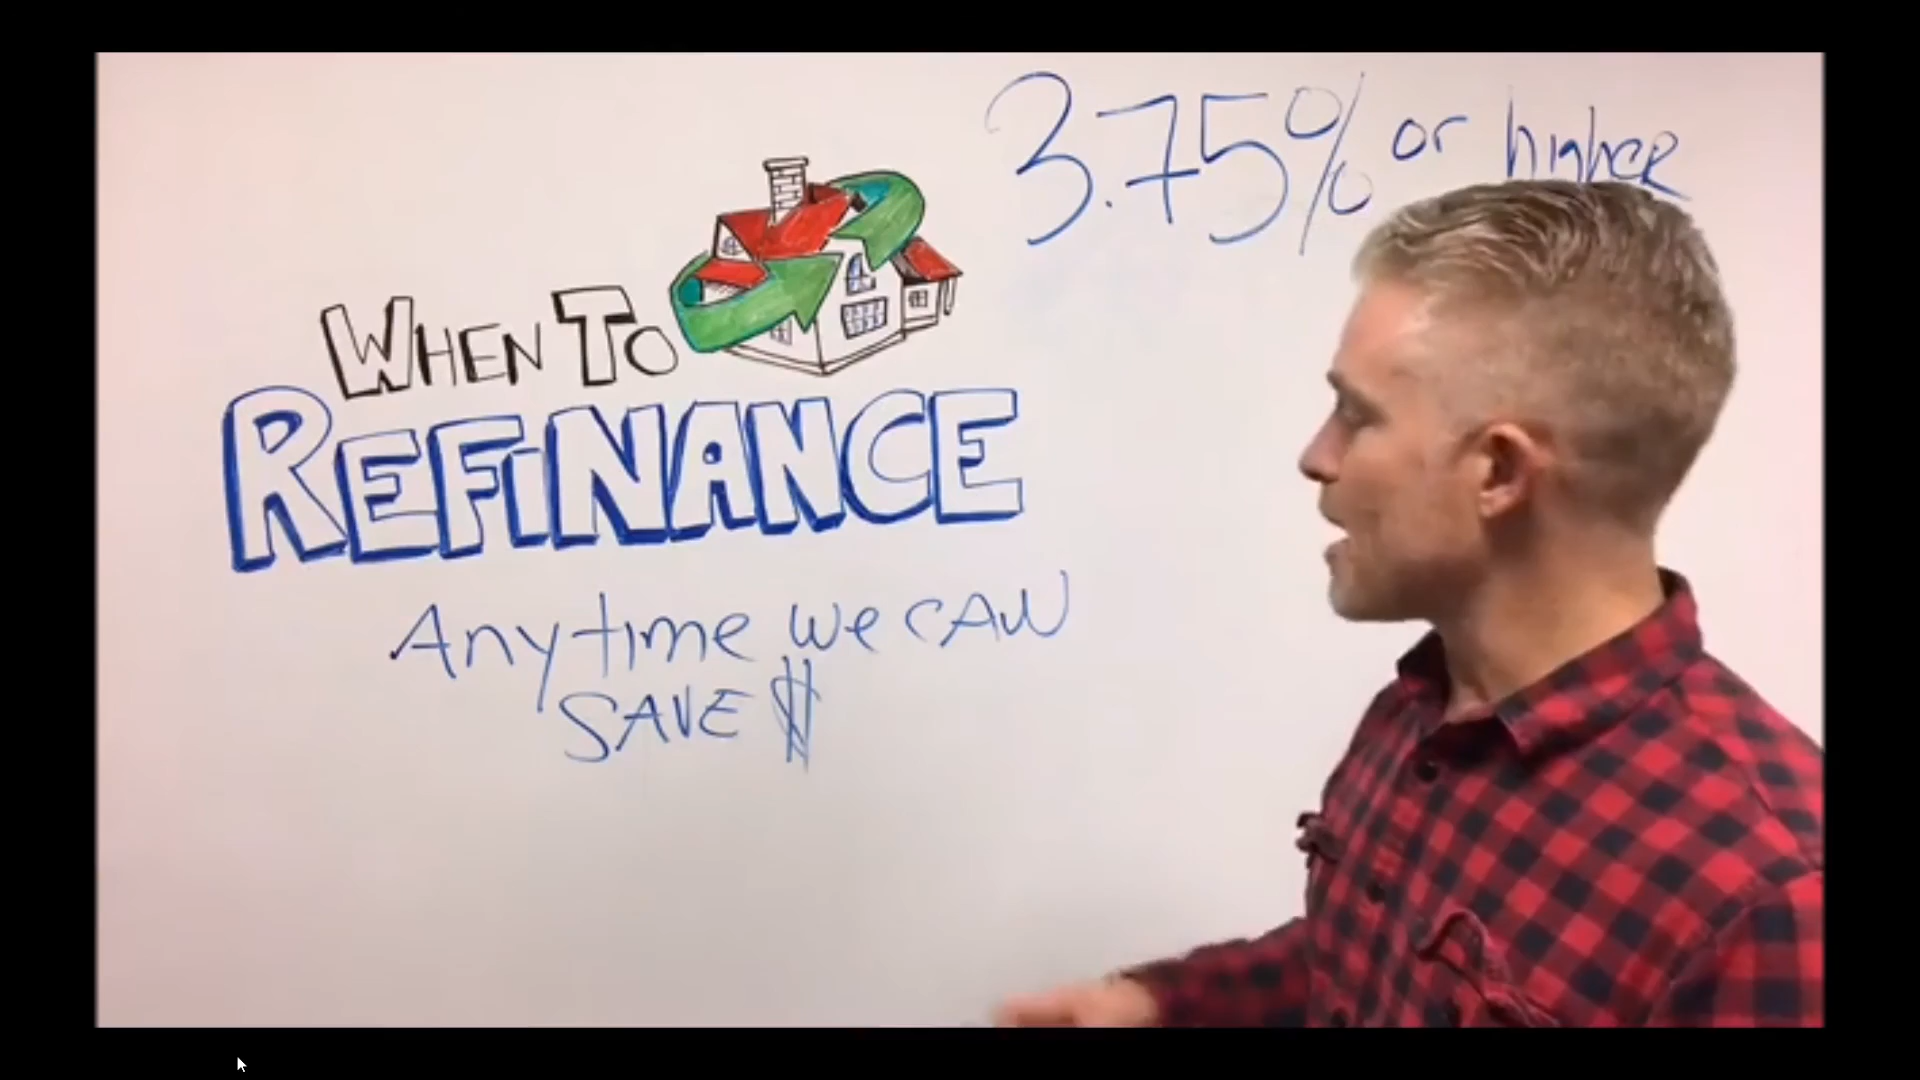 3.75% or higher
WHEN TO
REFiNANCE
Anytime we CAN
SAVE $